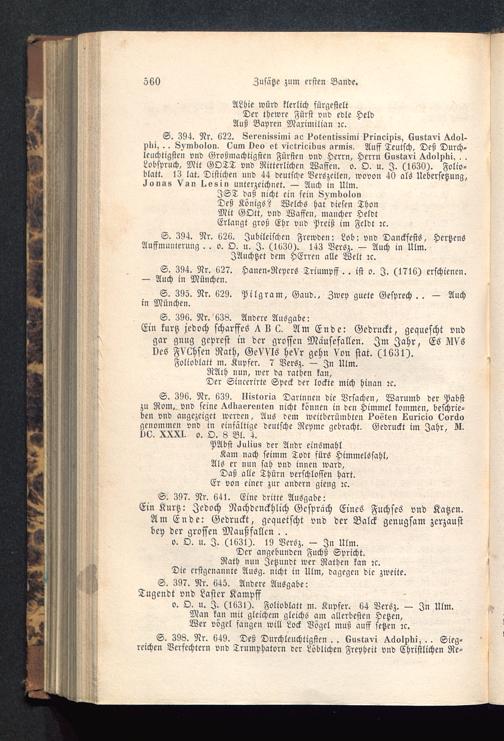 560
Zusätze zum ersten Bande.
Alhie würd klerlich fürgestelt
Der thewre Fürst vnd edle Held
Auß Bayren Maximilian ꝛc.
S. 394. Nr. 622. Serenissimi ac Potentissimi Principis, Gustavi Adol-
phi, . . Symbolon. Cum Deo et victricibus armis. Auff Teutsch, Deß Durch-
leuchtigsten vnd Großmächtigsten Fürsten vnd Herrn, Herrn Gustavi Adolphi. . .
Lobspruch, Mit GOTT vnd Ritterlichen Waffen. o. O. u. J. (1630). Folio-
blatt. 13 lat. Distichen und 44 deutsche Verszeilen, wovon 40 als Uebersetzung,
Jonas Van Lesin unterzeichnet. — Auch in Ulm.
IST daß nicht ein fein Symbolon
Deß Königs? Welchs hat diesen Thon
Mit GOtt, vnd Waffen, mancher Heldt
Erlangt groß Ehr vnd Preiß im Feldt ꝛc.
S. 394. Nr. 626. Jubileischen Frewden: Lob: vnd Danckfests, Hertzens
Auffmunterung . . o. O. u. J. (1630). 143 Versz. — Auch in Ulm.
JAuchtzet dem HErren alle Welt ꝛc.
S. 394. Nr. 627. Hanen-Reyers Triumpff . . ist o. J. (1716) erschienen.
— Auch in München.
S. 395. Nr. 629. Pilgram, Gaud., Zwey guete Gesprech . . — Auch
in München.
S. 396. Nr. 638. Andere Ausgabe:
Ein kurtz jedoch scharffes A B C. Am Ende: Gedruckt, gequescht vnd
gar gnug geprest in der grossen Mäusefallen. Im Jahr, Es MVs
Des FVChsen Rath, GeVVIs heVr gehn Von stat. (1631).
Folioblatt m. Kupfer. 7 Versz. — In Ulm.
RAth nun, wer da rathen kan,
Der Sincerirte Speck der lockte mich hinan ꝛc.
S. 396. Nr. 639. Historia Darinnen die Ursachen, Warumb der Pabst
zu Rom, vnd seine Adhaerenten nicht können in den Himmel kommen, beschrie-
ben vnd angezeiget werden, Aus dem weitberümbten Poëten Euricio Cordo
genommen vnd in einfältige deutsche Reyme gebracht. Gedruckt im Jahr, M.
DC. XXXI. o. O. 8 Bl. 4.
PAbst Julius der Andr einsmahl
Kam nach seimm Todt fürs Himmelssahl,
Als er nun sah vnd innen ward,
Daß alle Thürn verschlossen hart.
Er von einer zur andern gieng ꝛc.
S. 397. Nr. 641. Eine dritte Ausgabe:
Ein Kurtz: Jedoch Nachdencklich Gespräch Eines Fuchses vnd Katzen.
Am Ende: Gedruckt, gequetscht vnd der Balck genugsam zerzaust
bey der grossen Maußfallen . .
o. O. u. J. (1631). 19 Versz. — In Ulm.
Der angebunden Fuchß Spricht.
Rath nun Jetzundt wer Rathen kan ꝛc.
Die erstgenannte Ausg. nicht in Ulm, dagegen die zweite.
S. 397. Nr. 645. Andere Ausgabe:
Tugendt vnd Laster Kampff
o. O. u. J. (1631). Folioblatt m. Kupfer. 64 Versz. — In Ulm.
Man kan mit gleichem gleichs am allerbesten Hetzen,
Wer vögel fangen will Lock Vögel muß auff setzen ꝛc.
S. 398. Nr. 649. Deß Durchleuchtigsten . . Gustavi Adolphi, . . Sieg-
reichen Verfechtern vnd Trumphatorn der Löblichen Freyheit vnd Christlichen Re-